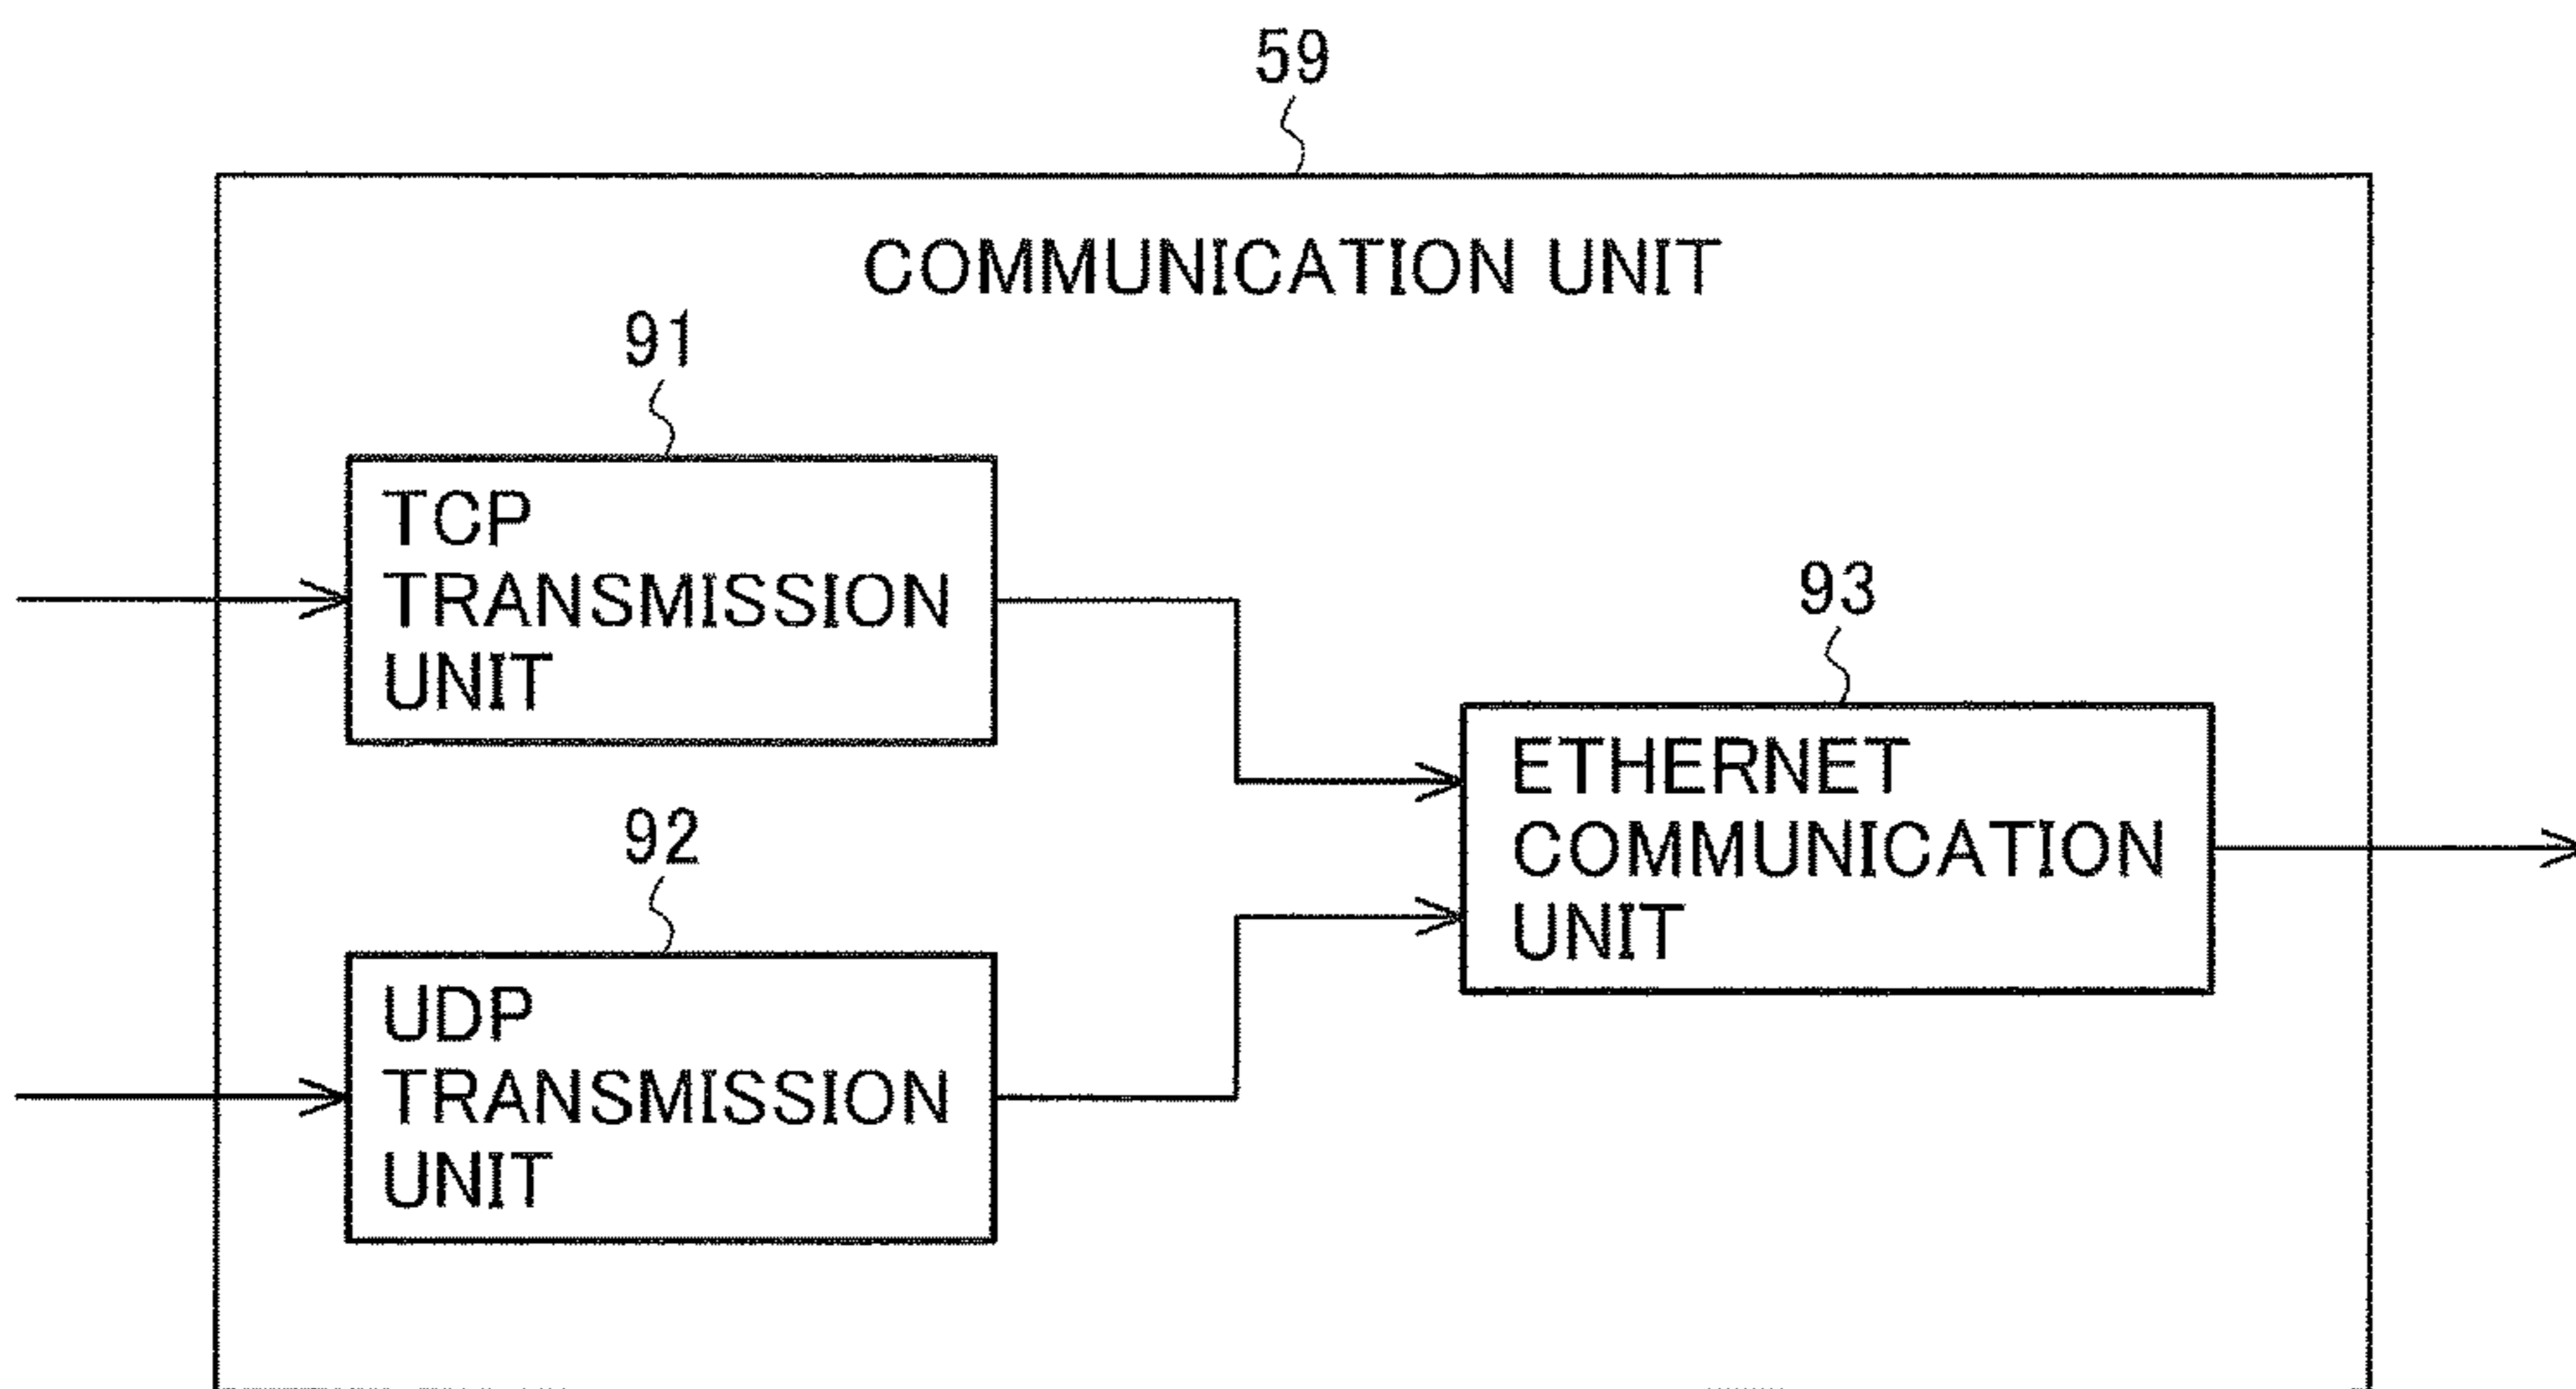 59
COMMUNICATION UNIT
91
TCP
TRANSMISSION
UNIT
92
UDP
TRANSMISSION
UNIT
93
ETHERNET
COMMUNICATION
UNIT